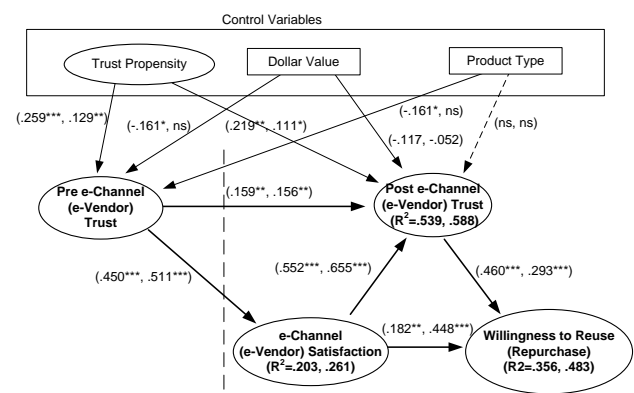 Control Variables
Trust Propensity
Dollar Value
Product Type
(.259***, .129**)
(-.161*, ns)
(.219**, .111*)
(-.161*, ns)
(ns, ns)
(-.117, -.052)
Pre e-Channel
(e-Vendor)
Trust
(.159**, .156**)
Post e-Channel
(e-Vendor) Trust
(R²=.539, .588)
(.450***, .511***)
(.552***, .655***)
(.460***, .293***)
e-Channel
(e-Vendor) Satisfaction
(R²=.203, .261)
(.182**, .448***)
Willingness to Reuse
(Repurchase)
(R2=.356, .483)